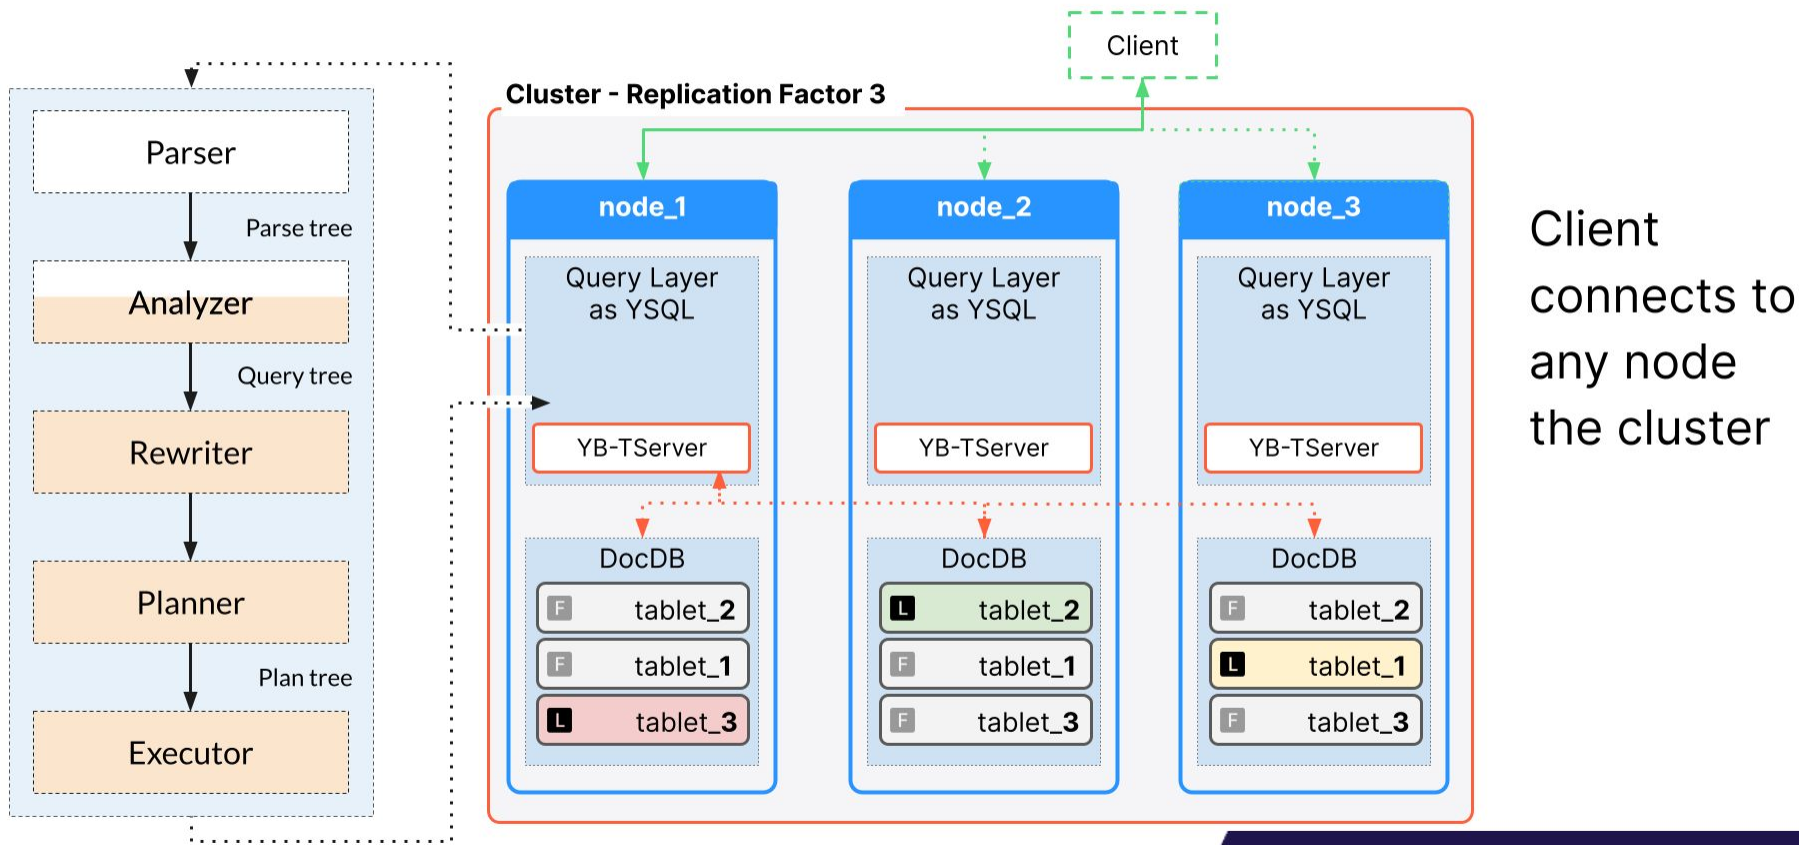 Client
Cluster - Replication Factor 3
Parser
Parse tree
Analyzer
Query tree
Rewriter
Planner
Plan tree
Executor
node_1
Query Layer
as YSQL
YB-TServer
DocDB
F tablet_2
F tablet_1
L tablet_3
node_2
Query Layer
as YSQL
YB-TServer
DocDB
L tablet_2
F tablet_1
F tablet_3
node_3
Query Layer
as YSQL
YB-TServer
DocDB
F tablet_2
L tablet_1
F tablet_3
Client
connects to
any node
the cluster